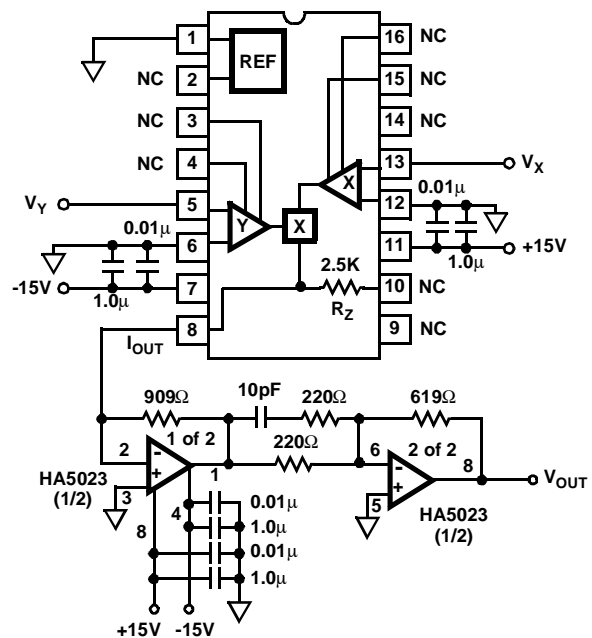 1
16
NC
REF
NC
2
15
NC
NC
3
14
NC
NC
4
13
V_X
X
V_Y
5
12
0.01μ
Y
X
0.01μ
6
11
+15V
1.0μ
2.5K
-15V
7
10
NC
1.0μ
R_Z
8
9
NC
I_OUT
909Ω
10pF
220Ω
619Ω
1 of 2
220Ω
2 of 2
2
-
+
1
6
-
+
8
V_OUT
HA5023
(1/2)
3
5
HA5023
(1/2)
8
4
0.01μ
1.0μ
0.01μ
1.0μ
+15V
-15V